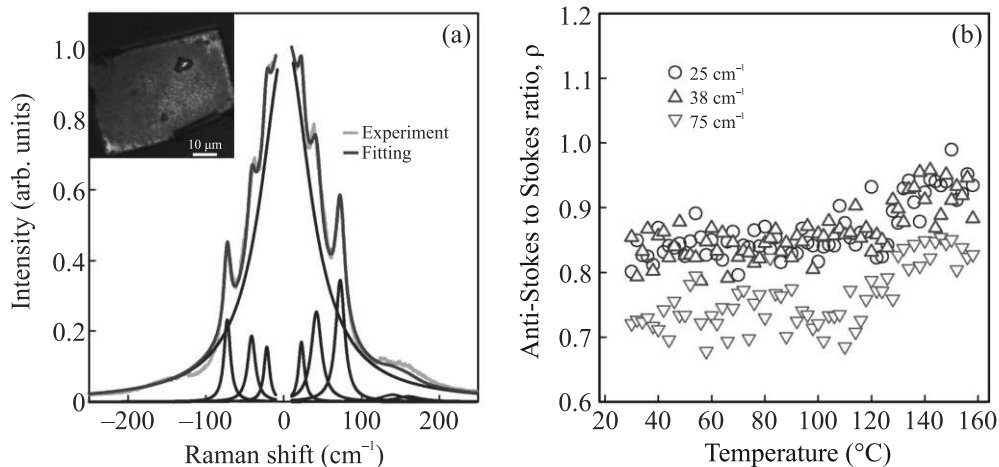 (a)
10 μm
Experiment
Fitting
Intensity (arb. units)
1.0
0.8
0.6
0.4
0.2
0
−200
−100
0
100
200
Raman shift (cm⁻¹)
(b)
25 cm⁻¹
38 cm⁻¹
75 cm⁻¹
Anti-Stokes to Stokes ratio, ρ
1.2
1.1
1.0
0.9
0.8
0.7
0.6
20
40
60
80
100
120
140
160
Temperature (°C)